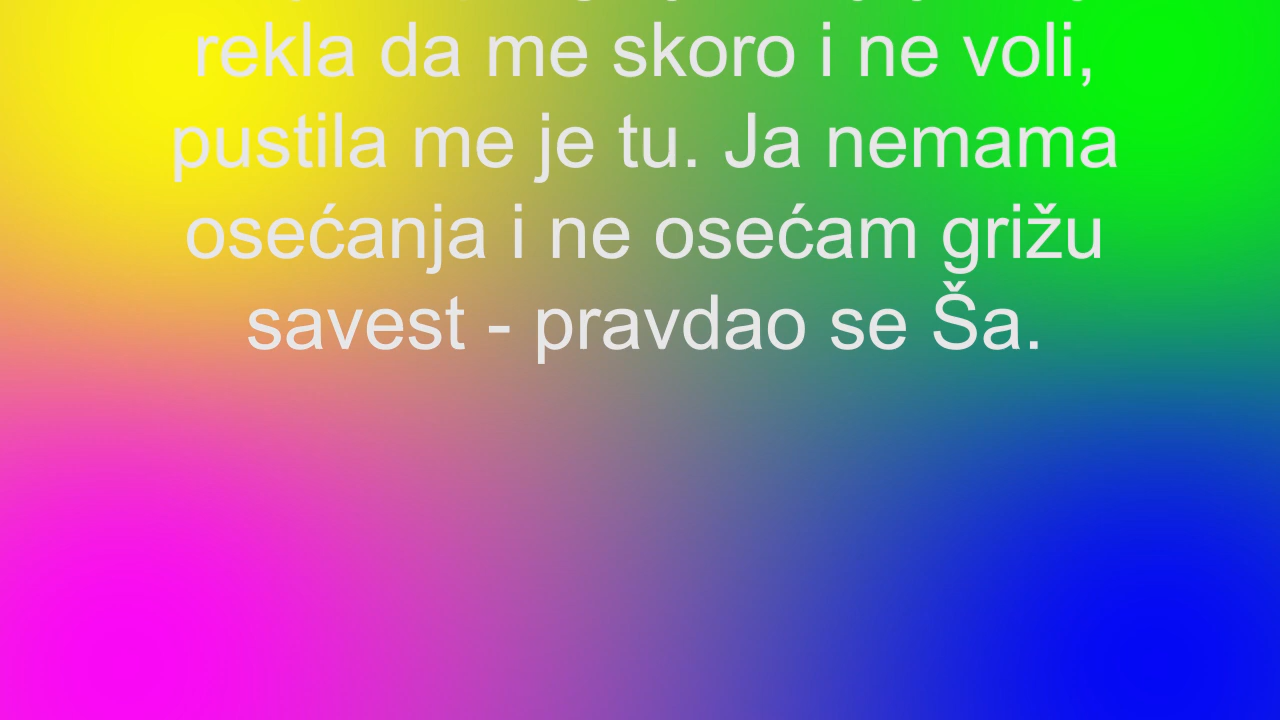 rekla da me skoro i ne voli,
pustila me je tu. Ja nemama
osećanja i ne osećam grižu
savest - pravdao se Ša.